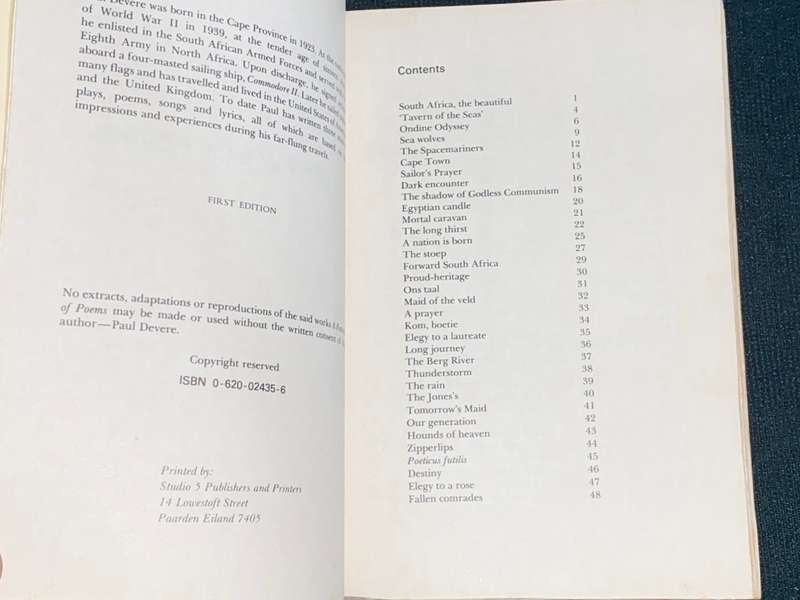 Devere was born in the Cape Province in 1923. At the
of World War II in 1939, at the tender age of
he enlisted in the South African Armed Forces and served
Eighth Army in North Africa. Upon discharge, he signed
aboard a four-masted sailing ship, Commodore II. Later he sailed
many flags and has travelled and lived in the United States of
and the United Kingdom. To date Paul has written three
plays, poems, songs and lyrics, all of which are based
impressions and experiences during his far-flung travels.
FIRST EDITION
No extracts, adaptations or reproductions of the said works
of Poems may be made or used without the written consent
author—Paul Devere.
Copyright reserved
ISBN 0-620-02435-6
Printed by:
Studio 5 Publishers and Printers
14 Lowestoft Street
Paarden Eiland 7405
Contents
South Africa, the beautiful 1
'Tavern of the Seas' 4
Ondine Odyssey 6
Sea wolves 9
The Spacemariners 12
Cape Town 14
Sailor's Prayer 15
Dark encounter 16
The shadow of Godless Communism 18
Egyptian candle 20
Mortal caravan 21
The long thirst 22
A nation is born 25
The stoep 27
Forward South Africa 29
Proud-heritage 30
Ons taal 31
Maid of the veld 32
A prayer 33
Kom, boetie 34
Elegy to a laureate 35
Long journey 36
The Berg River 37
Thunderstorm 38
The rain 39
The Jones's 40
Tomorrow's Maid 41
Our generation 42
Hounds of heaven 43
Zipperlips 44
Poeticus futilis 45
Destiny 46
Elegy to a rose 47
Fallen comrades 48